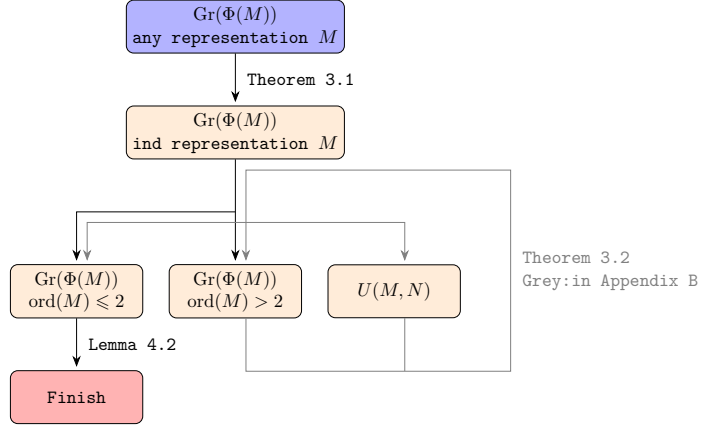 Gr(Φ(M))
any representation M
Theorem 3.1
Gr(Φ(M))
ind representation M
Theorem 3.2
Grey:in Appendix B
Gr(Φ(M))
ord(M) ⩽ 2
Gr(Φ(M))
ord(M) > 2
U(M, N)
Lemma 4.2
Finish